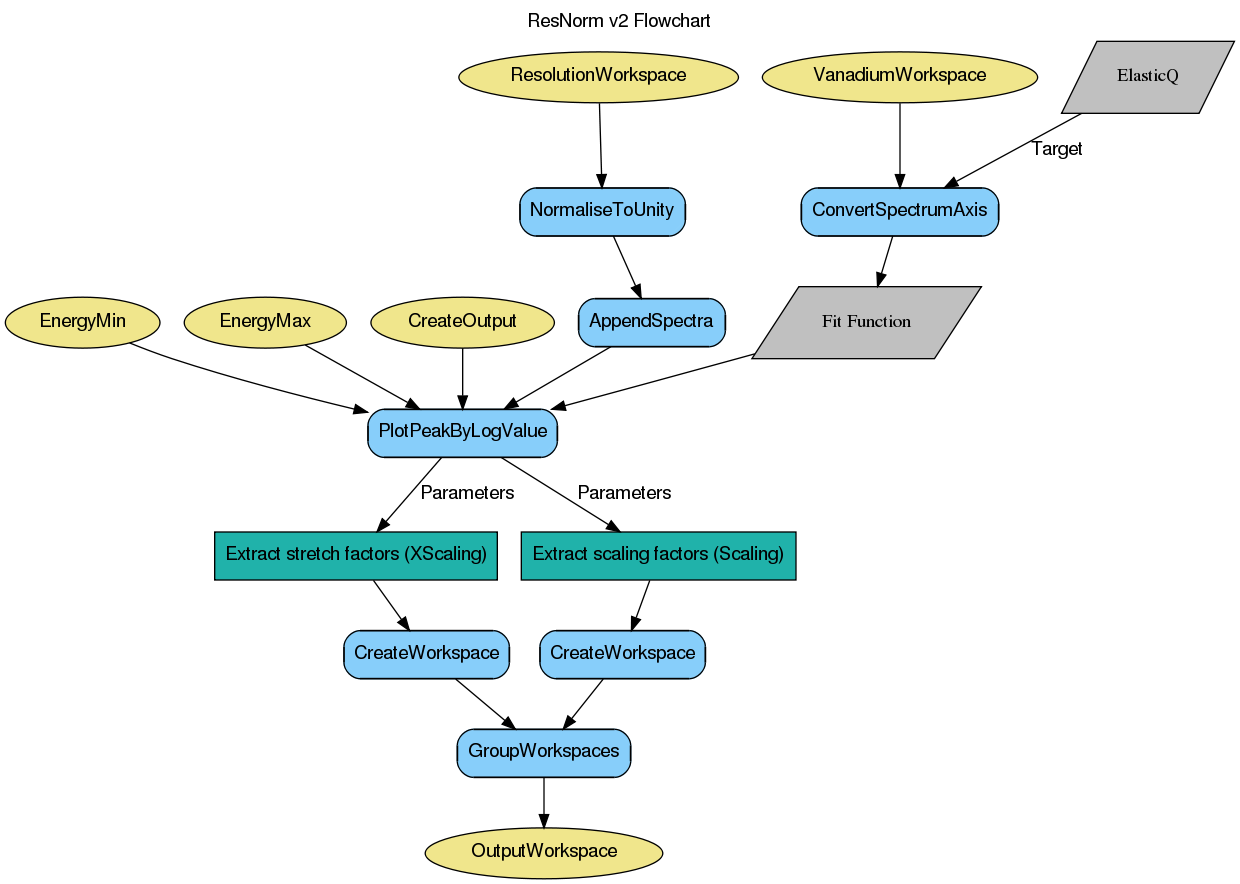 ResNorm v2 Flowchart
ResolutionWorkspace
VanadiumWorkspace
ElasticQ
Target
NormaliseToUnity
ConvertSpectrumAxis
EnergyMin
EnergyMax
CreateOutput
AppendSpectra
Fit Function
PlotPeakByLogValue
Parameters
Parameters
Extract stretch factors (XScaling)
Extract scaling factors (Scaling)
CreateWorkspace
CreateWorkspace
GroupWorkspaces
OutputWorkspace